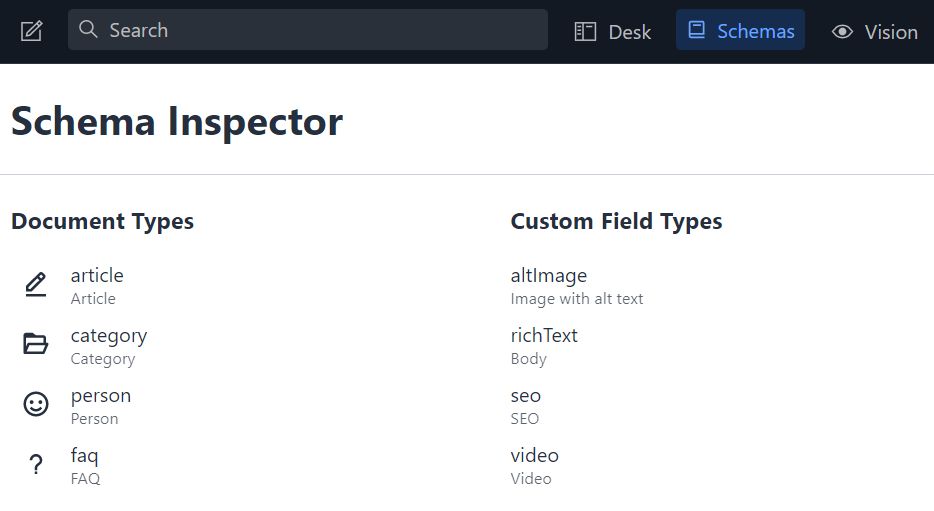 Search
Desk
Schemas
Vision
Schema Inspector
Document Types
article
Article
category
Category
person
Person
?
faq
FAQ
Custom Field Types
altImage
Image with alt text
richText
Body
seo
SEO
video
Video